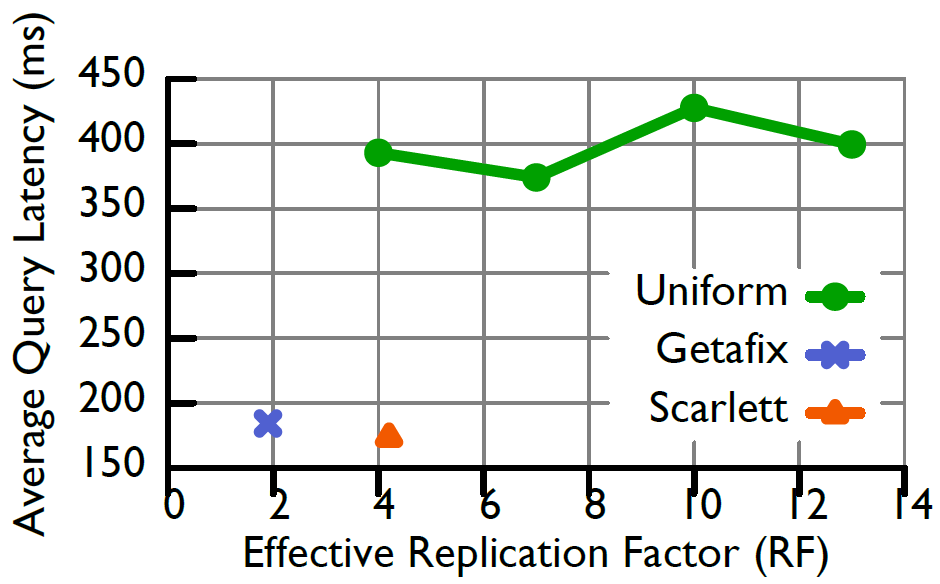 Average Query Latency (ms)
450
400
350
300
250
200
150
Uniform
Getafix
Scarlett
0 2 4 6 8 10 12 14
Effective Replication Factor (RF)